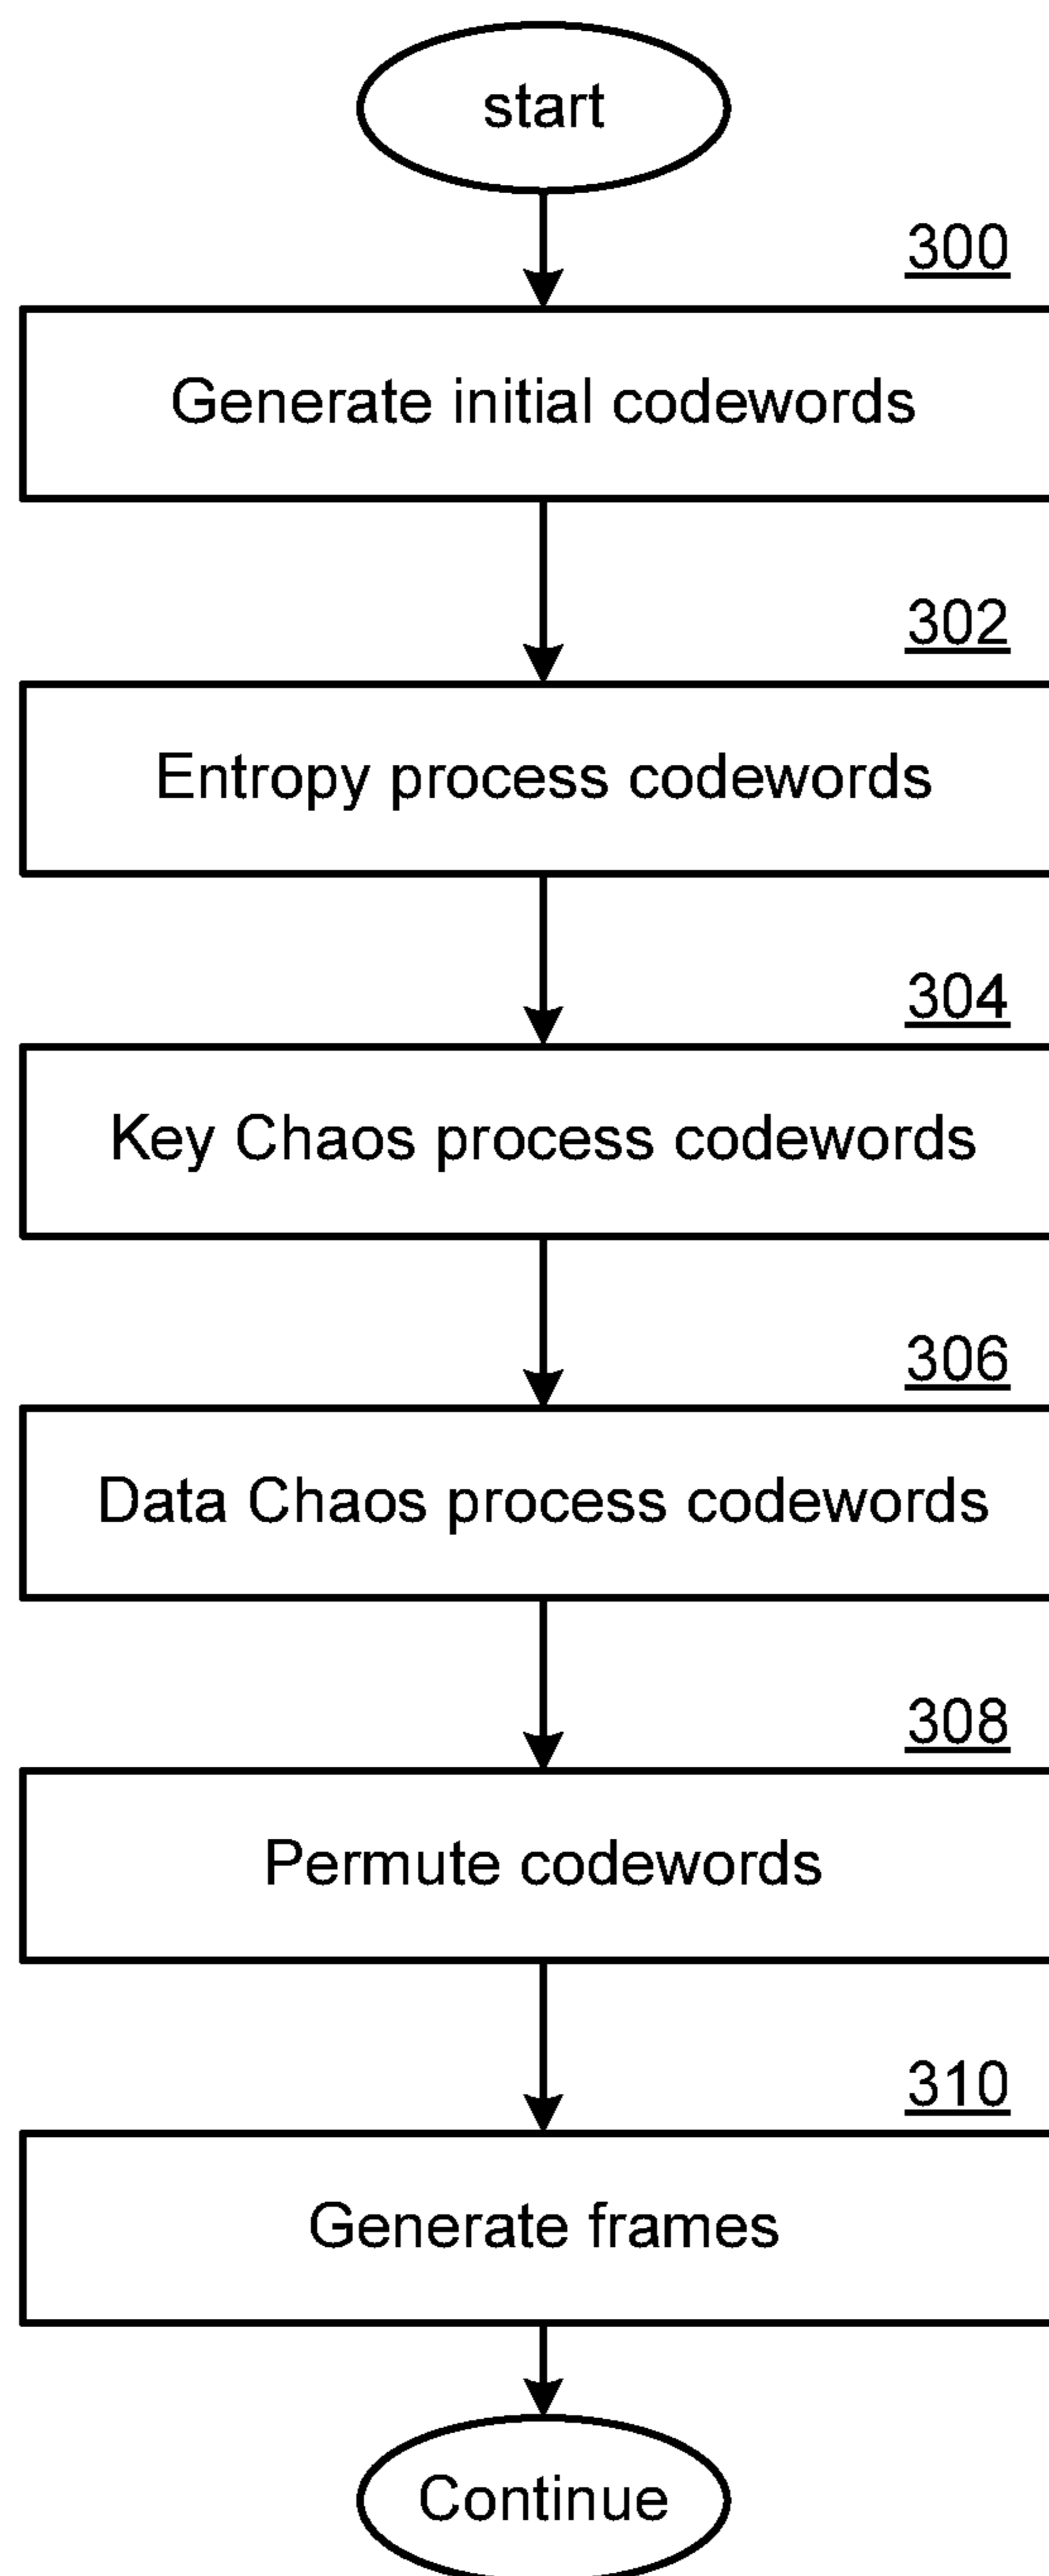 start
300
Generate initial codewords
302
Entropy process codewords
304
Key Chaos process codewords
306
Data Chaos process codewords
308
Permute codewords
310
Generate frames
Continue